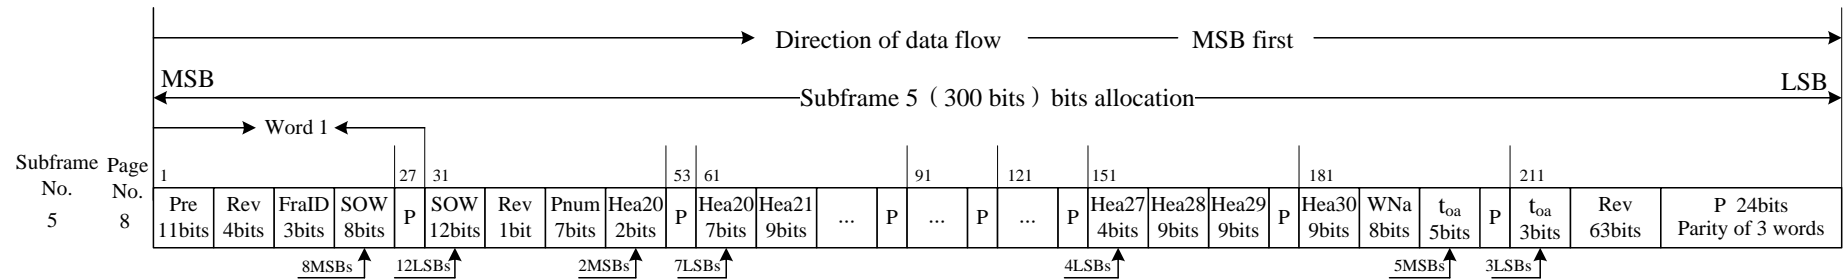 Direction of data flow MSB first
MSB LSB
Subframe 5（300 bits）bits allocation
Word 1
Subframe No. Page No.
1 27 31 53 61 91 121 151 181 211
5 8
Pre 11bits
Rev 4bits
FraID 3bits
SOW 8bits
P
SOW 12bits
Rev 1bit
Pnum 7bits
Hea20 2bits
P
Hea20 7bits
Hea21 9bits
...
P
...
P
...
P
Hea27 4bits
Hea28 9bits
Hea29 9bits
P
Hea30 9bits
WNa 8bits
toa 5bits
P
toa 3bits
Rev 63bits
P 24bits
Parity of 3 words
8MSBs 12LSBs 2MSBs 7LSBs 4LSBs 5MSBs 3LSBs